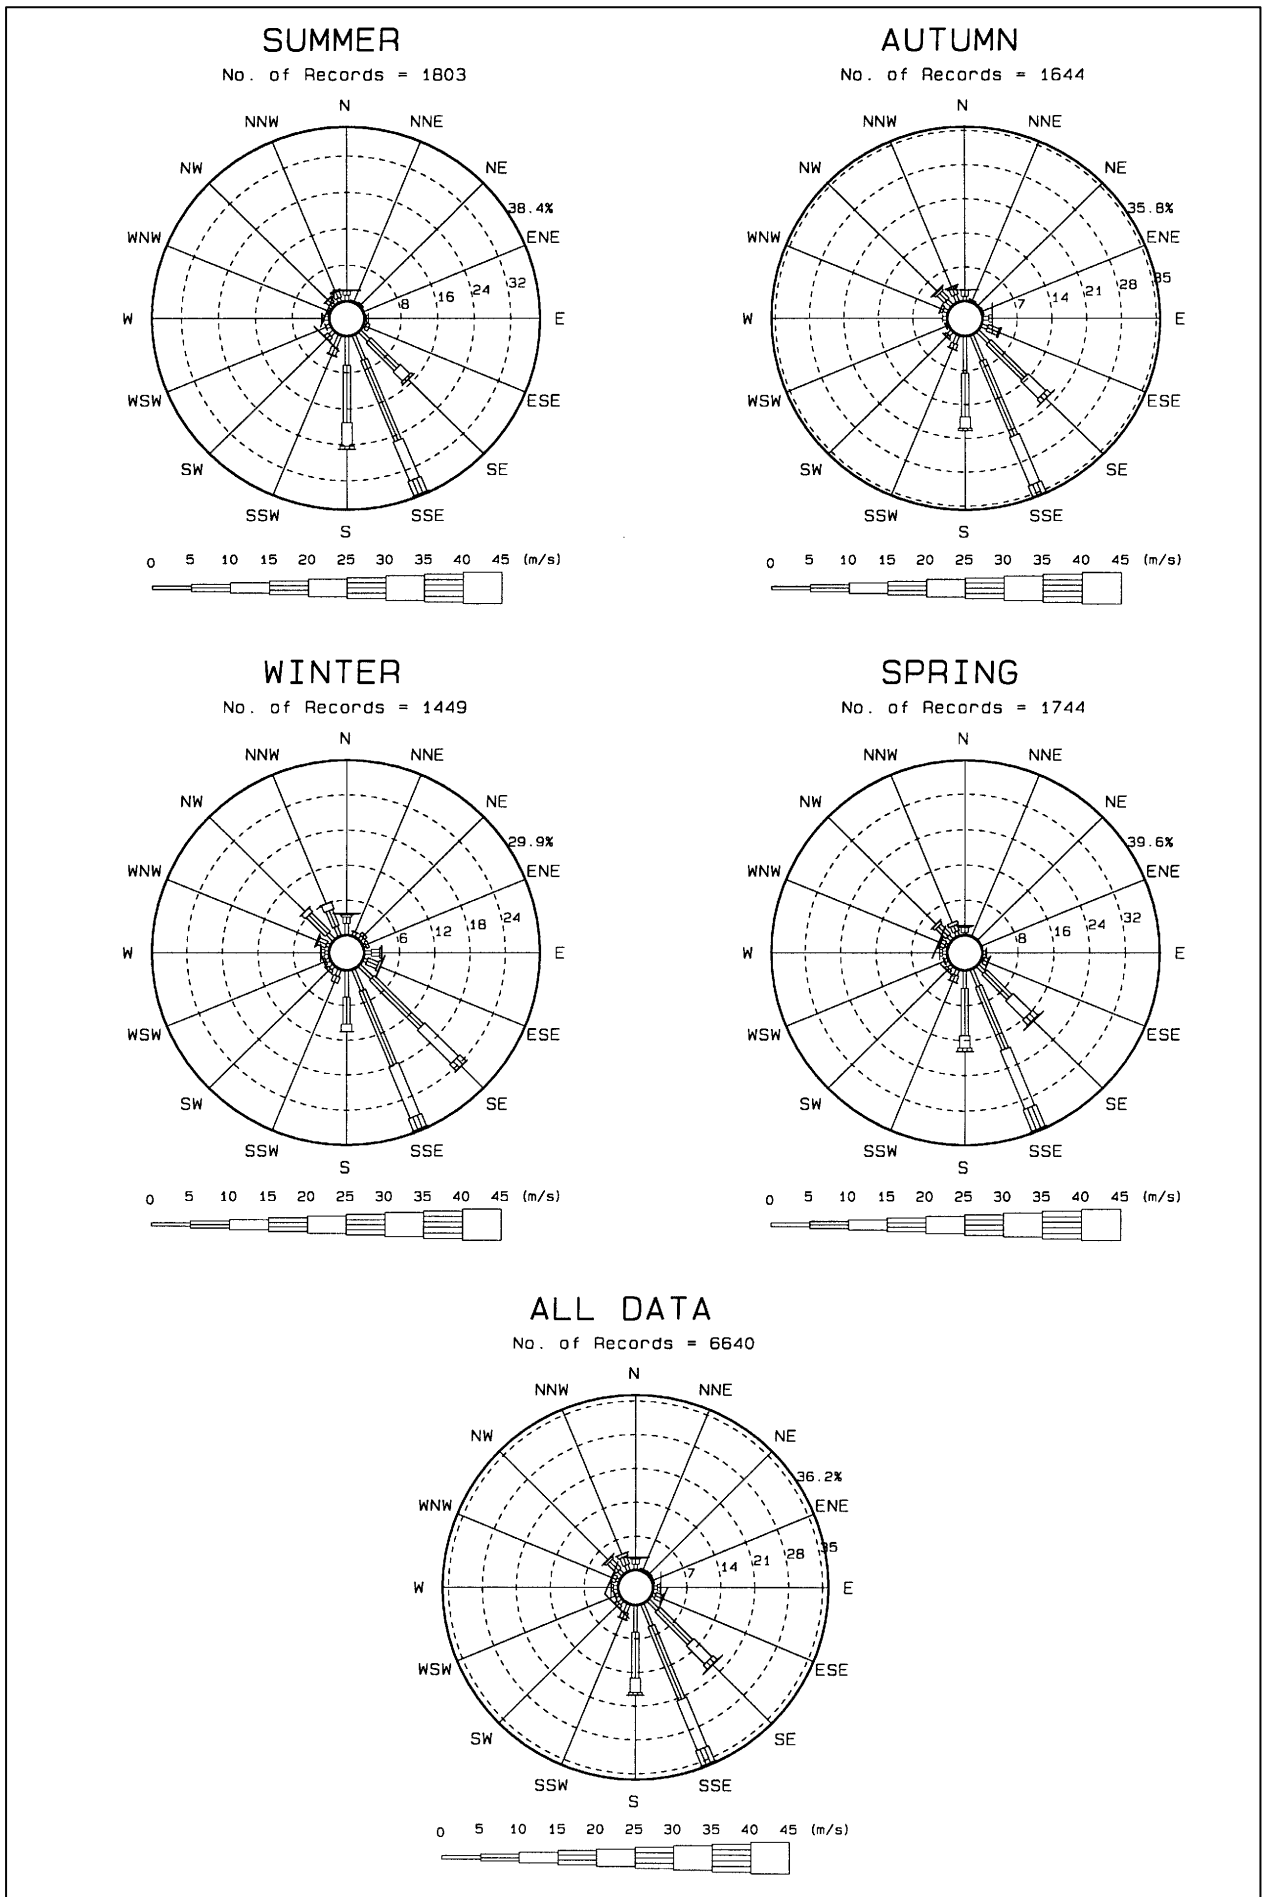 SUMMER
No. of Records = 1803
N
NNW NNE
NW NE
38.4%
WNW ENE
8 16 24 32
W E
WSW ESE
SW SE
SSW SSE
S
0 5 10 15 20 25 30 35 40 45 (m/s)
AUTUMN
No. of Records = 1644
N
NNW NNE
NW NE
35.8%
WNW ENE
7 14 21 28 35
W E
WSW ESE
SW SE
SSW SSE
S
0 5 10 15 20 25 30 35 40 45 (m/s)
WINTER
No. of Records = 1449
N
NNW NNE
NW NE
29.9%
WNW ENE
6 12 18 24
W E
WSW ESE
SW SE
SSW SSE
S
0 5 10 15 20 25 30 35 40 45 (m/s)
SPRING
No. of Records = 1744
N
NNW NNE
NW NE
39.6%
WNW ENE
8 16 24 32
W E
WSW ESE
SW SE
SSW SSE
S
0 5 10 15 20 25 30 35 40 45 (m/s)
ALL DATA
No. of Records = 6640
N
NNW NNE
NW NE
36.2%
WNW ENE
7 14 21 28 35
W E
WSW ESE
SW SE
SSW SSE
S
0 5 10 15 20 25 30 35 40 45 (m/s)